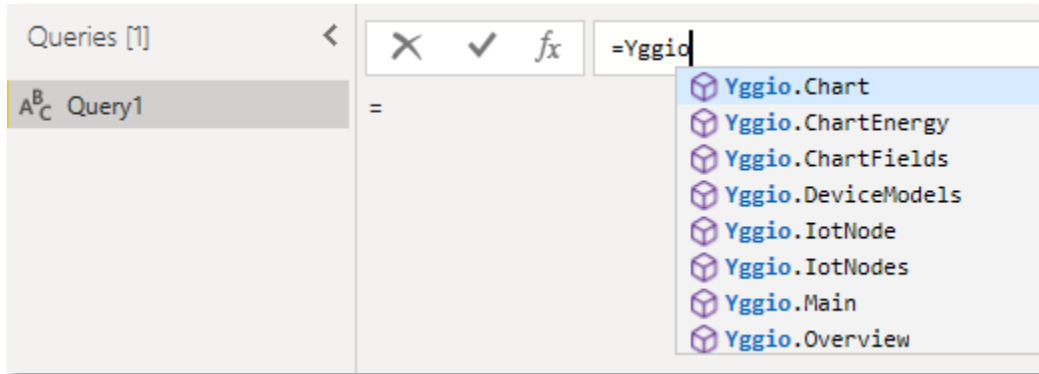 Queries [1]
<
fx
=Yggio
ABC Query1
=
Yggio.Chart
Yggio.ChartEnergy
Yggio.ChartFields
Yggio.DeviceModels
Yggio.IotNode
Yggio.IotNodes
Yggio.Main
Yggio.Overview